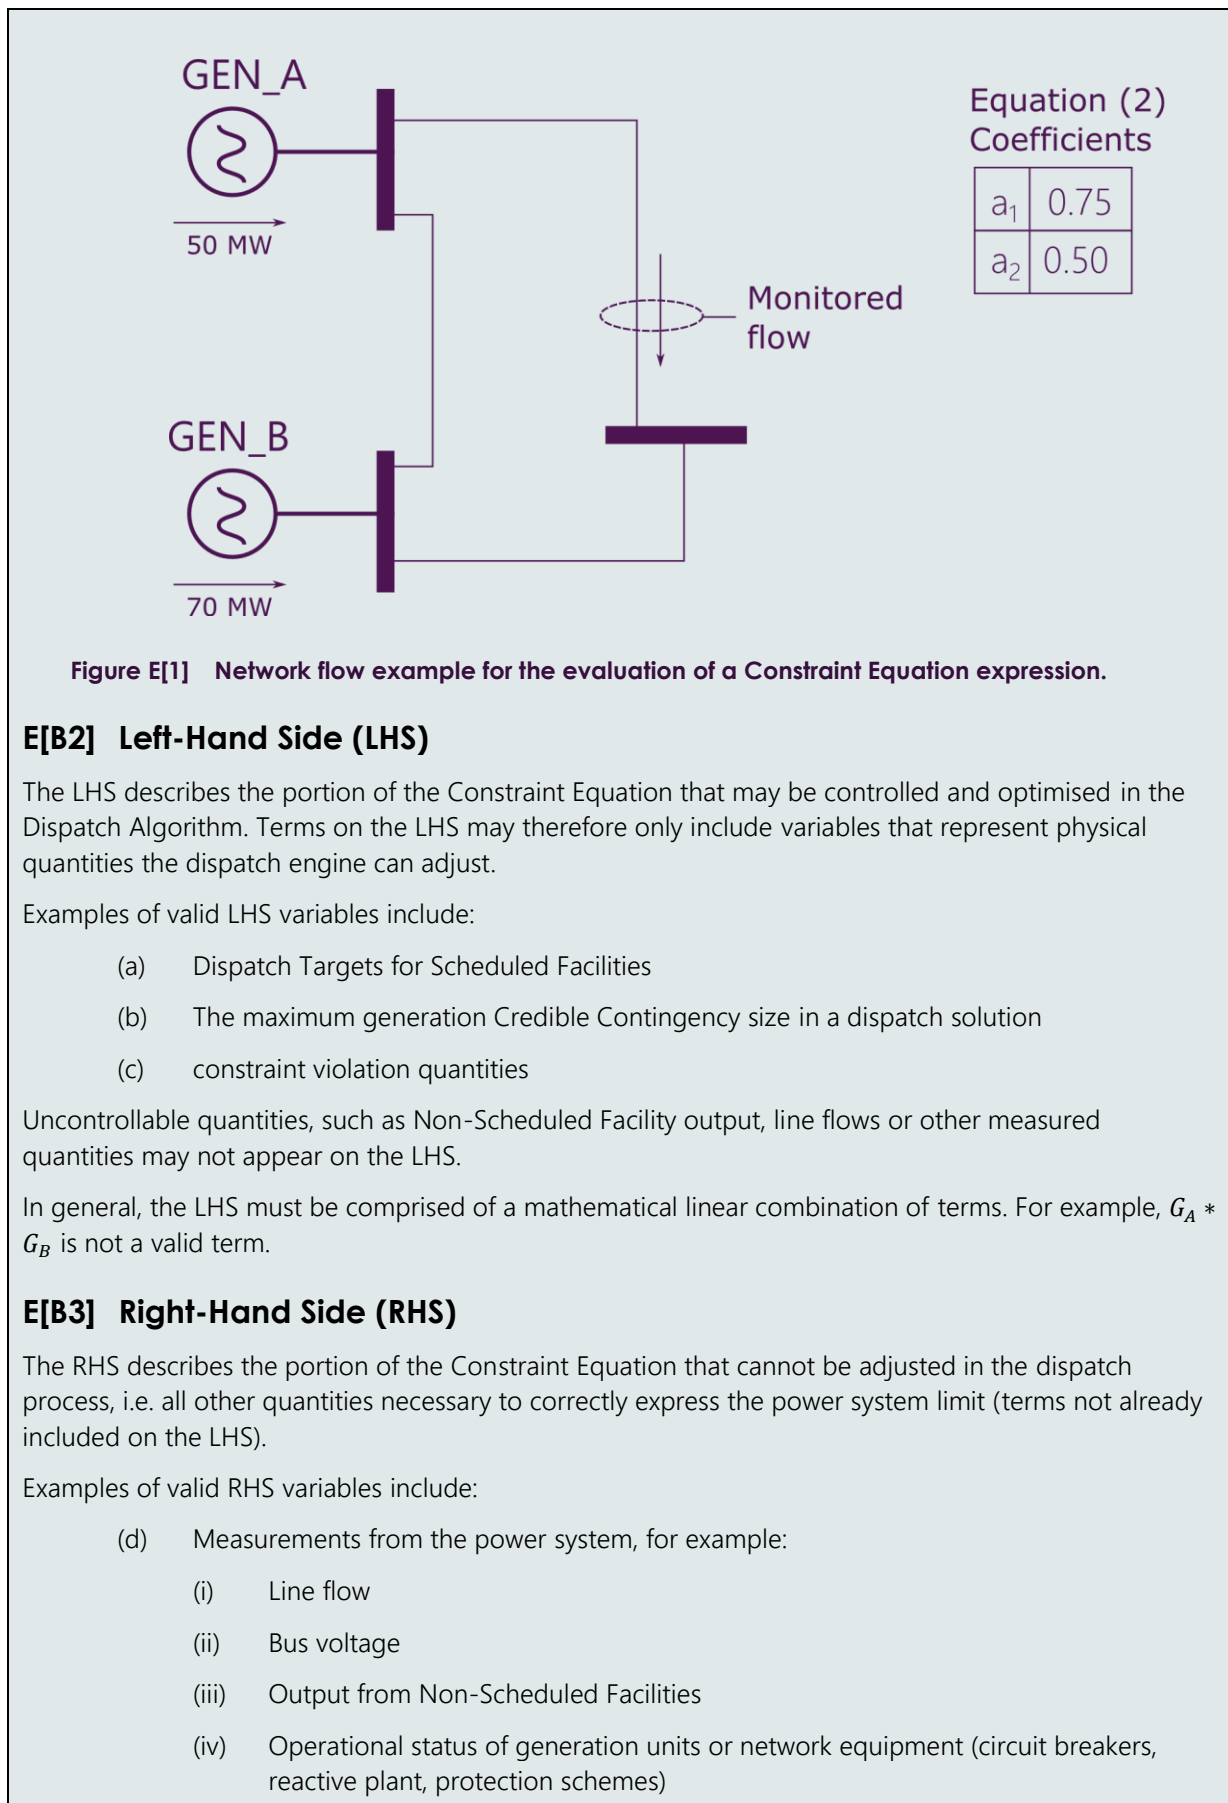 GEN_A
50 MW
Equation (2)
Coefficients
a₁ 0.75
a₂ 0.50
Monitored
flow
GEN_B
70 MW
Figure E[1] Network flow example for the evaluation of a Constraint Equation expression.
E[B2] Left-Hand Side (LHS)
The LHS describes the portion of the Constraint Equation that may be controlled and optimised in the
Dispatch Algorithm. Terms on the LHS may therefore only include variables that represent physical
quantities the dispatch engine can adjust.
Examples of valid LHS variables include:
(a) Dispatch Targets for Scheduled Facilities
(b) The maximum generation Credible Contingency size in a dispatch solution
(c) constraint violation quantities
Uncontrollable quantities, such as Non-Scheduled Facility output, line flows or other measured
quantities may not appear on the LHS.
In general, the LHS must be comprised of a mathematical linear combination of terms. For example, G_A *
G_B is not a valid term.
E[B3] Right-Hand Side (RHS)
The RHS describes the portion of the Constraint Equation that cannot be adjusted in the dispatch
process, i.e. all other quantities necessary to correctly express the power system limit (terms not already
included on the LHS).
Examples of valid RHS variables include:
(d) Measurements from the power system, for example:
(i) Line flow
(ii) Bus voltage
(iii) Output from Non-Scheduled Facilities
(iv) Operational status of generation units or network equipment (circuit breakers,
reactive plant, protection schemes)